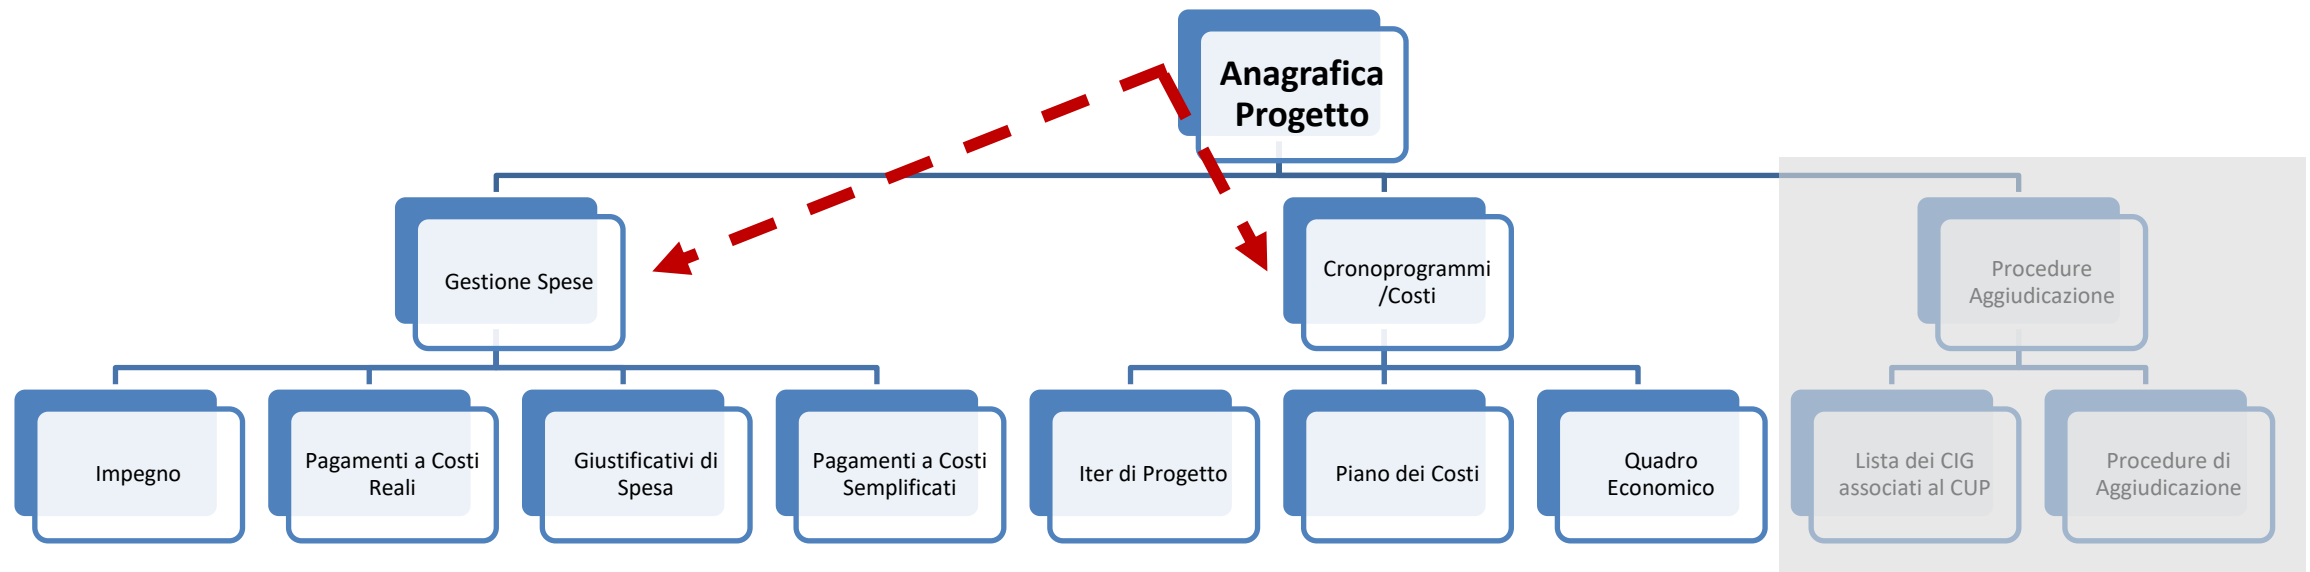 Anagrafica
Progetto
Gestione Spese
Cronoprogrammi
/Costi
Procedure
Aggiudicazione
Impegno
Pagamenti a Costi
Reali
Giustificativi di
Spesa
Pagamenti a Costi
Semplificati
Iter di Progetto
Piano dei Costi
Quadro
Economico
Lista dei CIG
associati al CUP
Procedure di
Aggiudicazione